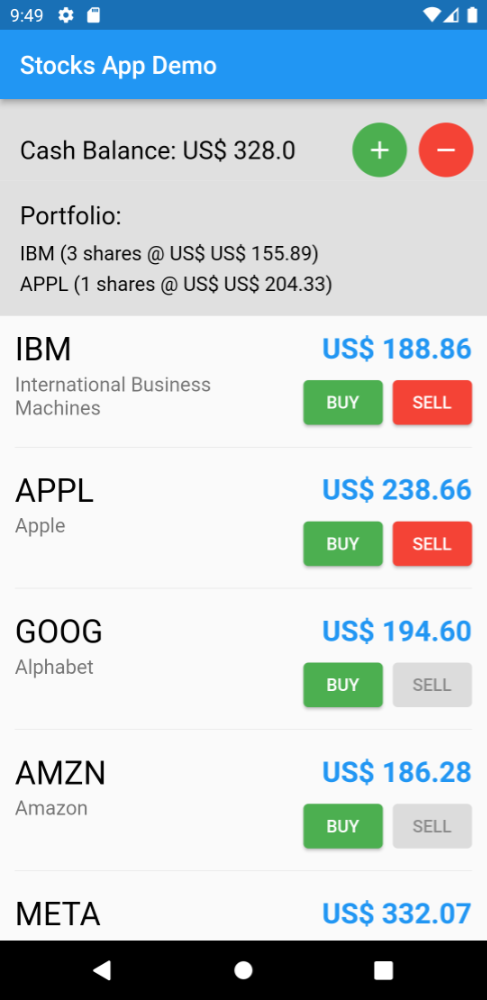 9:49
Stocks App Demo
Cash Balance: US$ 328.0
+ −
Portfolio:
IBM (3 shares @ US$ US$ 155.89)
APPL (1 shares @ US$ US$ 204.33)
IBM US$ 188.86
International Business
Machines
BUY SELL
APPL US$ 238.66
Apple
BUY SELL
GOOG US$ 194.60
Alphabet
BUY SELL
AMZN US$ 186.28
Amazon
BUY SELL
META US$ 332.07